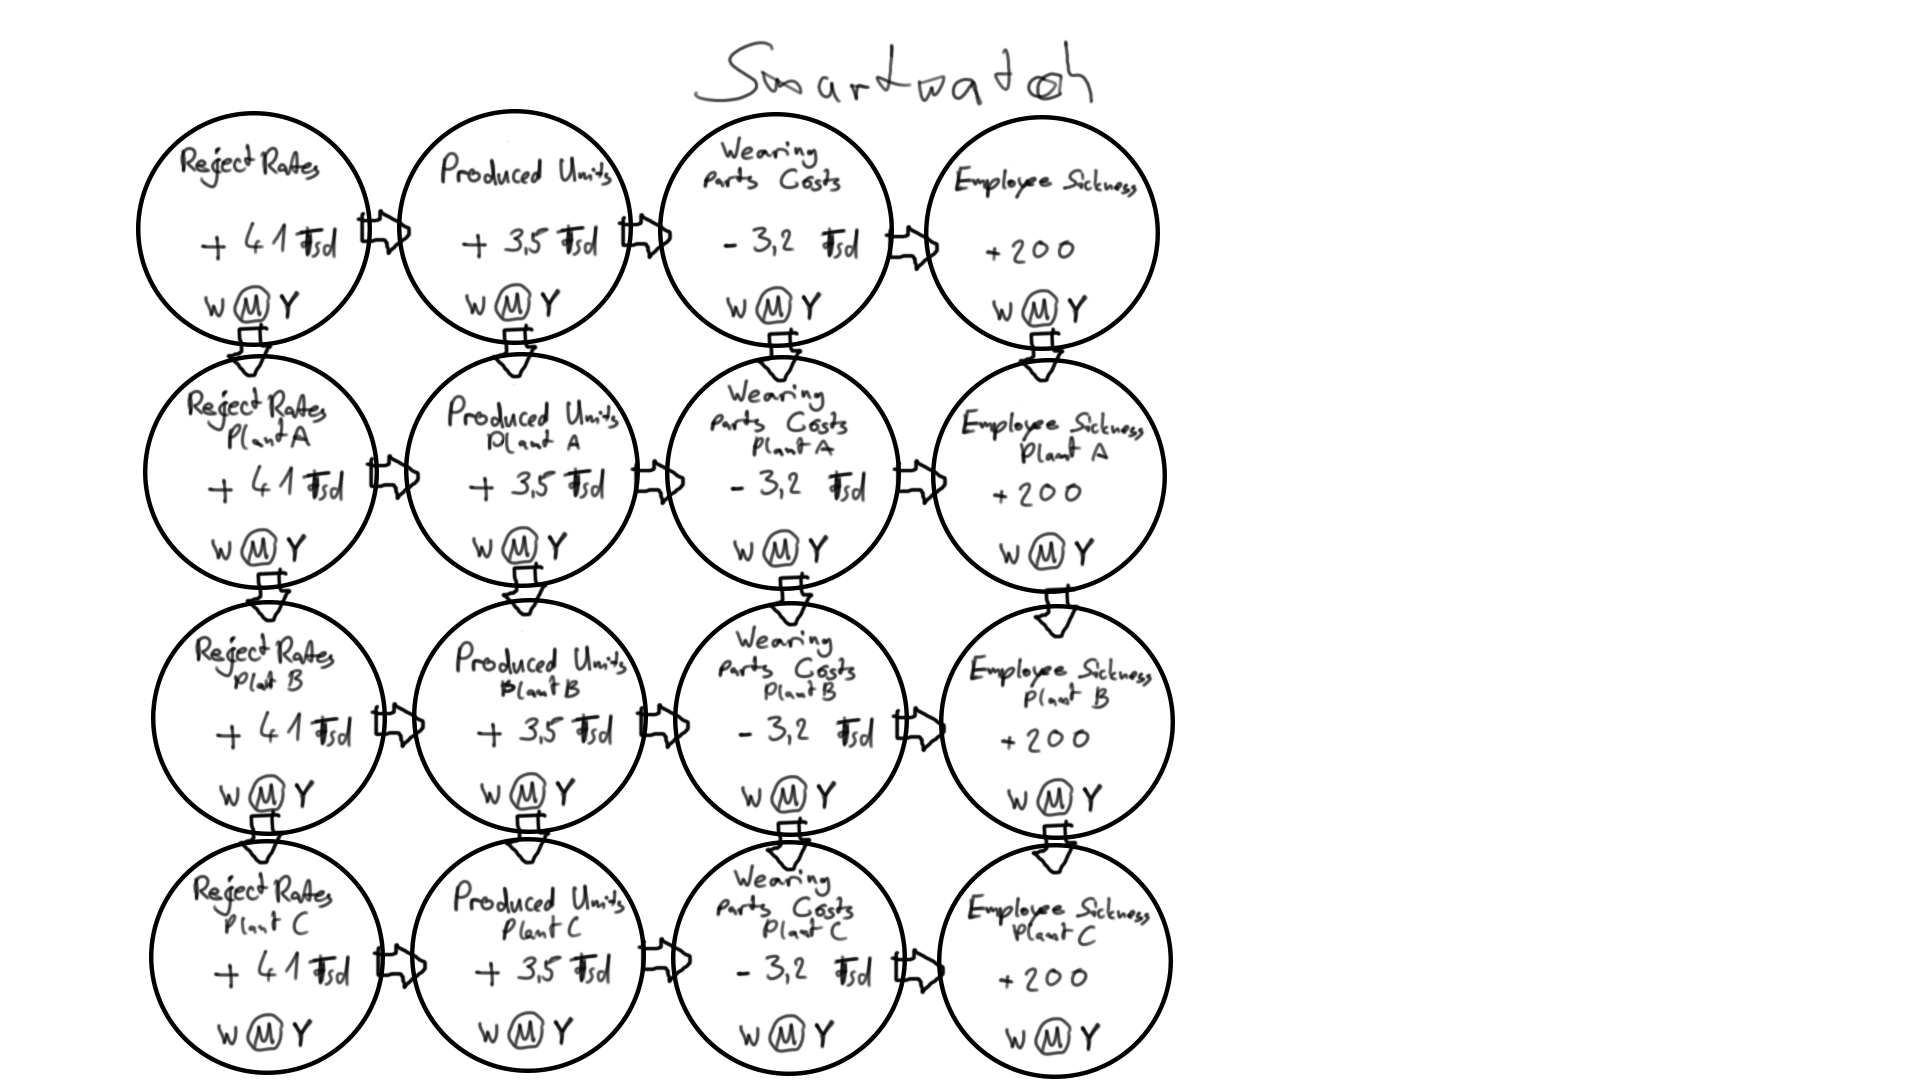 Smartwatch
Reject Rates
+ 41 Tsd
W M Y
Produced Units
+ 3,5 Tsd
W M Y
Wearing
Parts Costs
- 3,2 Tsd
W M Y
Employee Sickness
+ 200
W M Y
Reject Rates
Plant A
+ 41 Tsd
W M Y
Produced Units
Plant A
+ 3,5 Tsd
W M Y
Wearing
Parts Costs
Plant A
- 3,2 Tsd
W M Y
Employee Sickness
Plant A
+ 200
W M Y
Reject Rates
Plant B
+ 41 Tsd
W M Y
Produced Units
Plant B
+ 3,5 Tsd
W M Y
Wearing
Parts Costs
Plant B
- 3,2 Tsd
W M Y
Employee Sickness
Plant B
+ 200
W M Y
Reject Rates
Plant C
+ 41 Tsd
W M Y
Produced Units
Plant C
+ 3,5 Tsd
W M Y
Wearing
Parts Costs
Plant C
- 3,2 Tsd
W M Y
Employee Sickness
Plant C
+ 200
W M Y